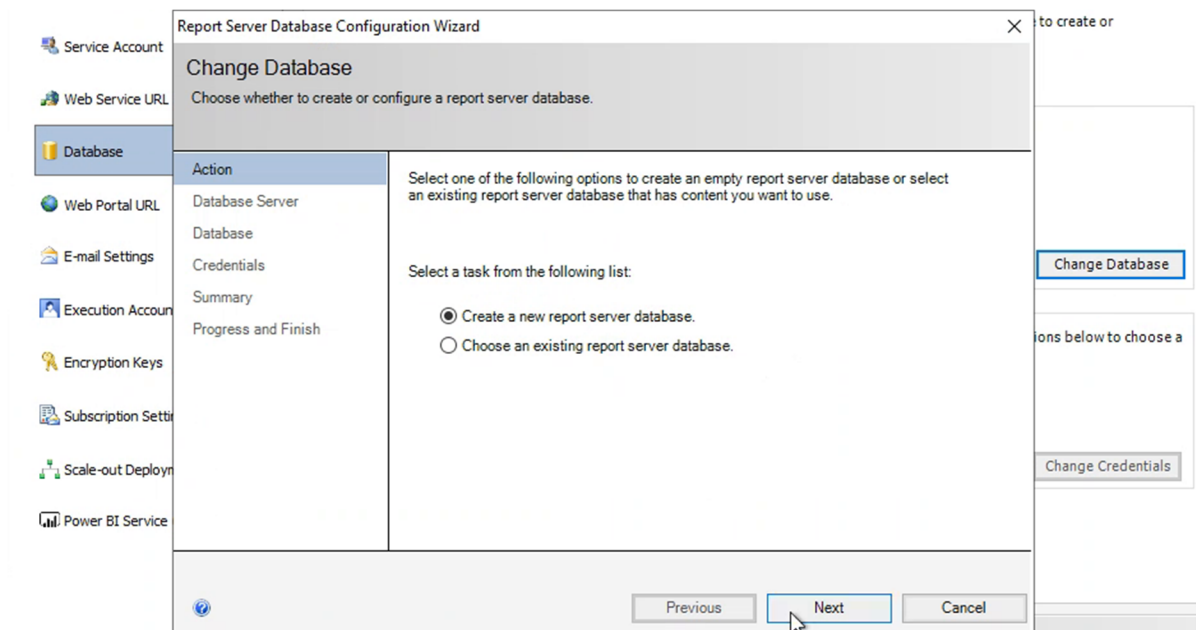 Report Server Database Configuration Wizard
Change Database
Choose whether to create or configure a report server database.
Service Account
Web Service URL
Database
Web Portal URL
E-mail Settings
Execution Accoun
Encryption Keys
Subscription Setti
Scale-out Deploy
Power BI Service
Action
Database Server
Database
Credentials
Summary
Progress and Finish
Select one of the following options to create an empty report server database or select
an existing report server database that has content you want to use.
Select a task from the following list:
Create a new report server database.
Choose an existing report server database.
Previous
Next
Cancel
to create or
Change Database
ions below to choose a
Change Credentials